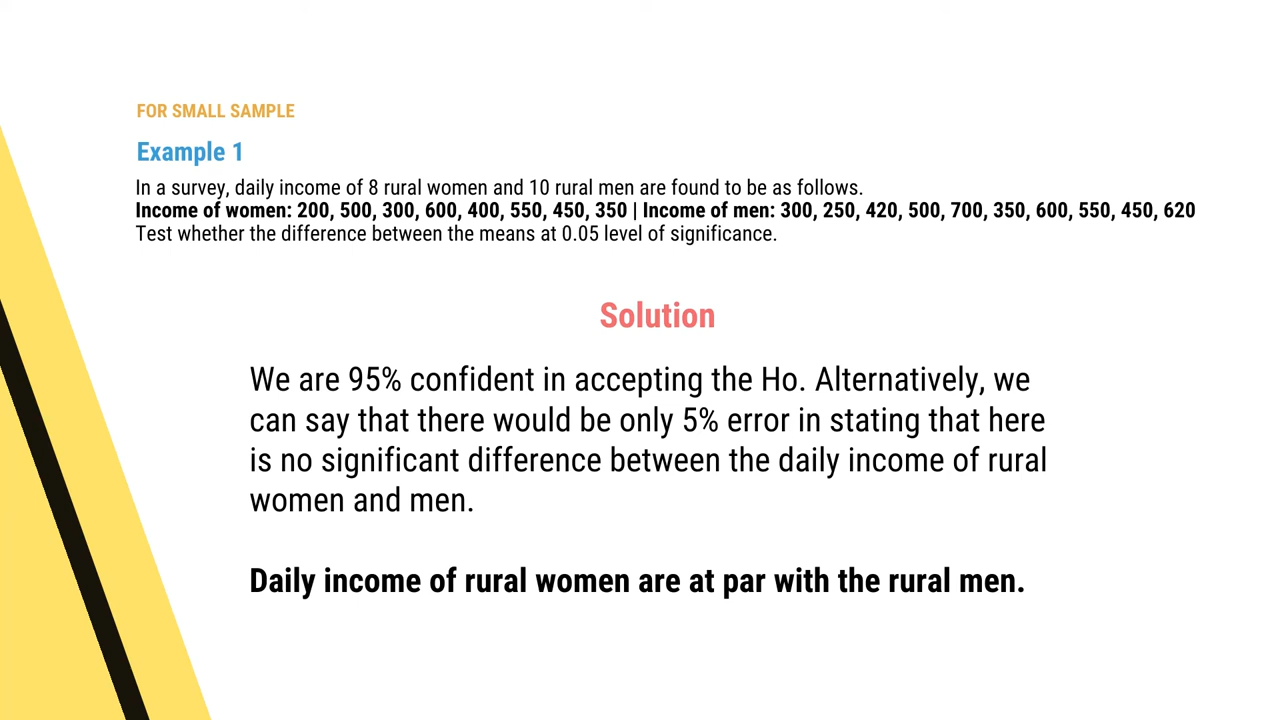 FOR SMALL SAMPLE
Example 1
In a survey, daily income of 8 rural women and 10 rural men are found to be as follows.
Income of women: 200, 500, 300, 600, 400, 550, 450, 350 | Income of men: 300, 250, 420, 500, 700, 350, 600, 550, 450, 620
Test whether the difference between the means at 0.05 level of significance.
Solution
We are 95% confident in accepting the Ho. Alternatively, we
can say that there would be only 5% error in stating that here
is no significant difference between the daily income of rural
women and men.
Daily income of rural women are at par with the rural men.